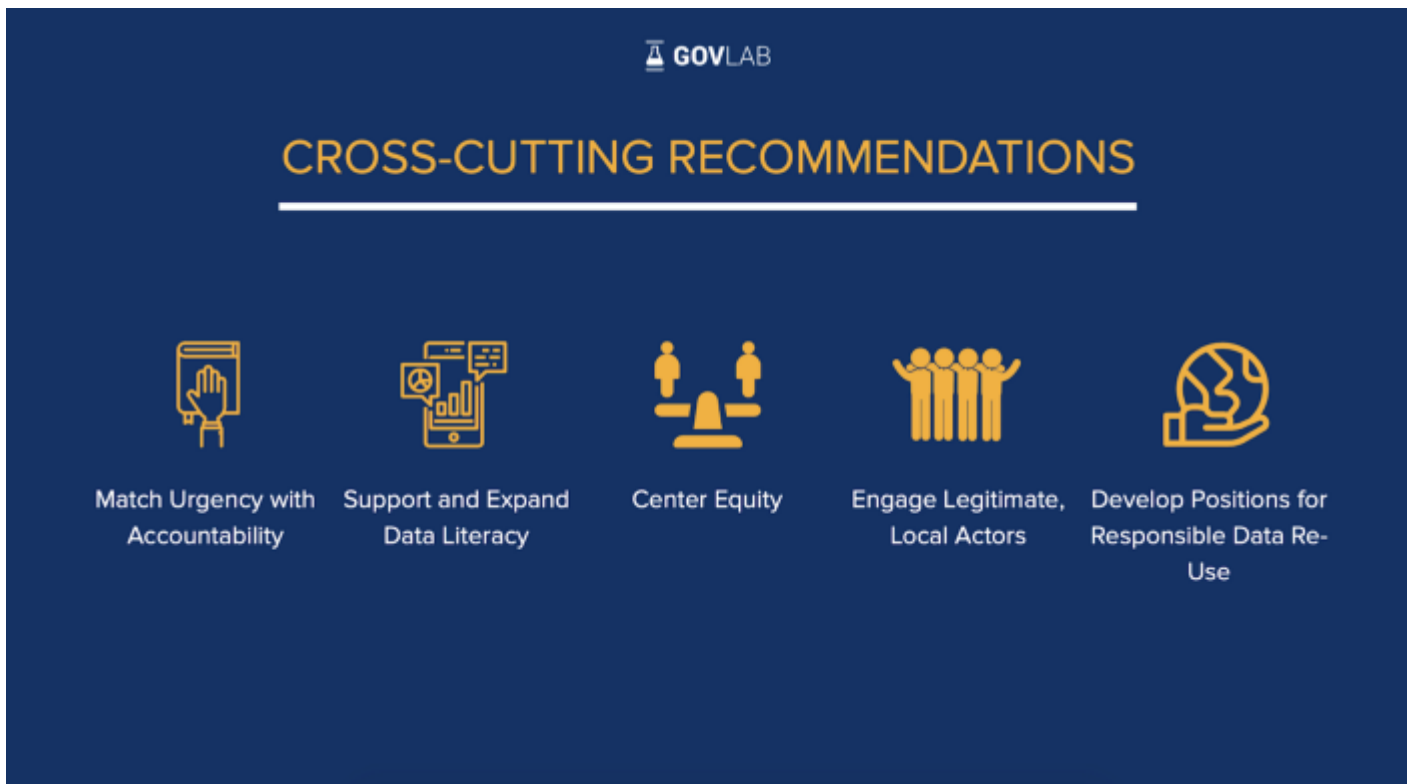 GOVLAB
CROSS-CUTTING RECOMMENDATIONS
Match Urgency with
Accountability
Support and Expand
Data Literacy
Center Equity
Engage Legitimate,
Local Actors
Develop Positions for
Responsible Data Re-
Use